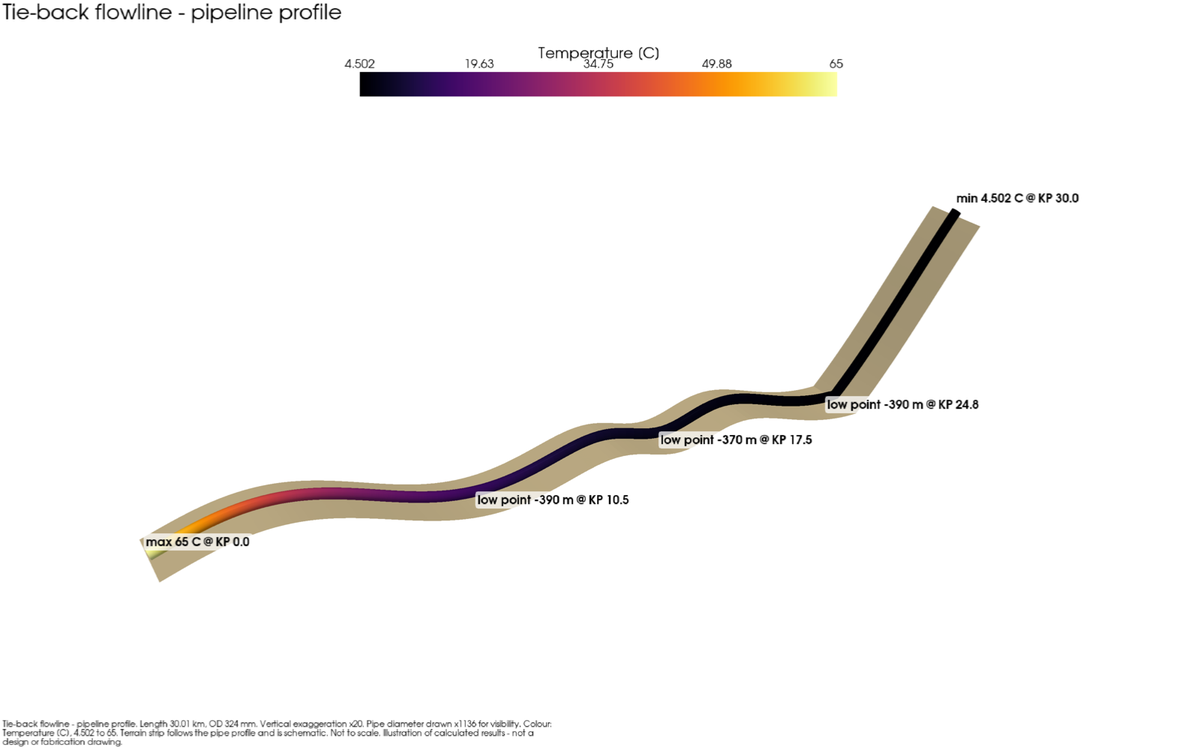 Tie-back flowline - pipeline profile
Temperature (C)
4.502 19.63 34.75 49.88 65
min 4.502 C @ KP 30.0
low point -390 m @ KP 24.8
low point -370 m @ KP 17.5
low point -390 m @ KP 10.5
max 65 C @ KP 0.0
Tie-back flowline - pipeline profile. Length 30.01 km, OD 324 mm. Vertical exaggeration x20. Pipe diameter drawn x1136 for visibility. Colour:
Temperature (C), 4.502 to 65. Terrain strip follows the pipe profile and is schematic. Not to scale. Illustration of calculated results - not a
design or fabrication drawing.